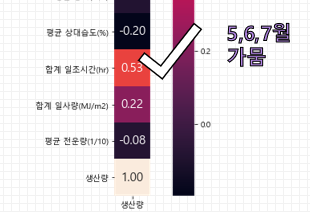 평균 상대습도(%)
-0.20
합계 일조시간(hr)
0.53
합계 일사량(MJ/m2)
0.22
평균 전운량(1/10)
-0.08
생산량
1.00
생산량
0.2
0.0
5,6,7월
가뭄